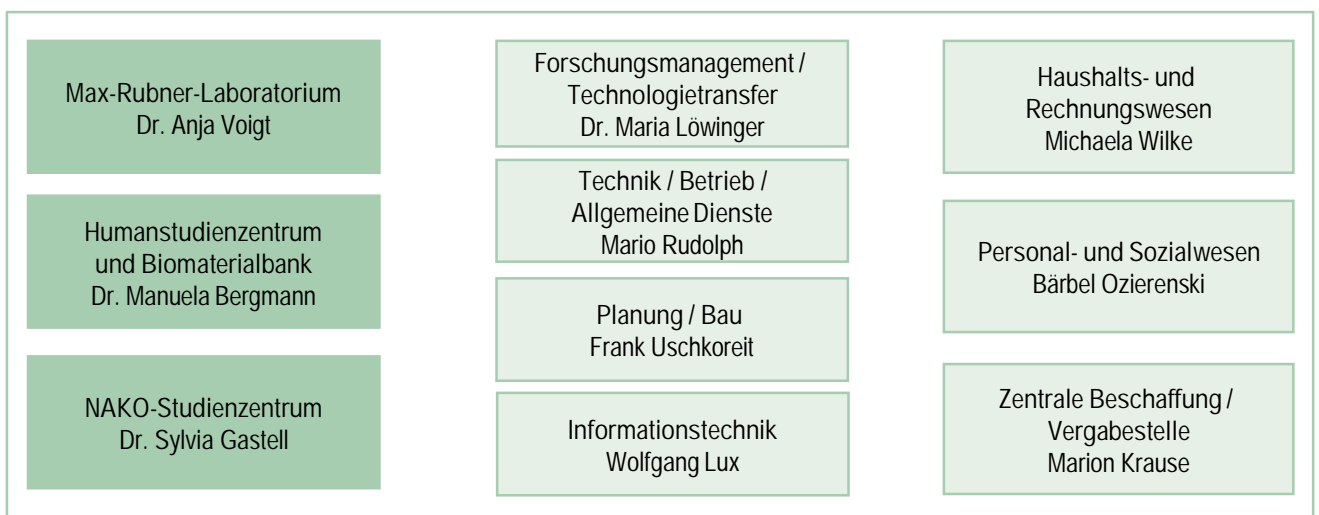 Max-Rubner-Laboratorium
Dr. Anja Voigt
Humanstudienzentrum
und Biomaterialbank
Dr. Manuela Bergmann
NAKO-Studienzentrum
Dr. Sylvia Gastell
Forschungsmanagement /
Technologietransfer
Dr. Maria Löwinger
Technik / Betrieb /
Allgemeine Dienste
Mario Rudolph
Planung / Bau
Frank Uschkoreit
Informationstechnik
Wolfgang Lux
Haushalts- und
Rechnungswesen
Michaela Wilke
Personal- und Sozialwesen
Bärbel Ozierenski
Zentrale Beschaffung /
Vergabestelle
Marion Krause